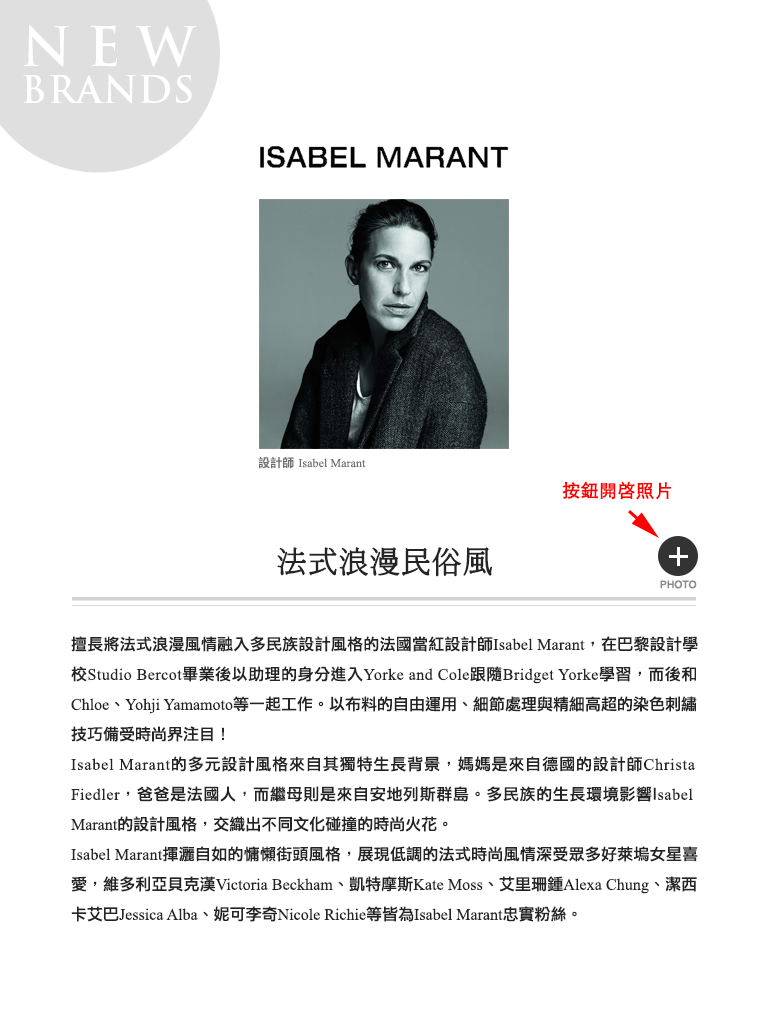 NEW
BRANDS
ISABEL MARANT
設計師 Isabel Marant
按鈕開啓照片
法式浪漫民俗風
PHOTO
擅長將法式浪漫風情融入多民族設計風格的法國當紅設計師Isabel Marant，在巴黎設計學
校Studio Bercot畢業後以助理的身分進入Yorke and Cole跟隨Bridget Yorke學習，而後和
Chloe、Yohji Yamamoto等一起工作。以布料的自由運用、細節處理與精細高超的染色刺繡
技巧備受時尚界注目！
Isabel Marant的多元設計風格來自其獨特生長背景，媽媽是來自德國的設計師Christa
Fiedler，爸爸是法國人，而繼母則是來自安地列斯群島。多民族的生長環境影響Isabel
Marant的設計風格，交織出不同文化碰撞的時尚火花。
Isabel Marant揮灑自如的慵懶街頭風格，展現低調的法式時尚風情深受眾多好萊塢女星喜
愛，維多利亞貝克漢Victoria Beckham、凱特摩斯Kate Moss、艾里珊鍾Alexa Chung、潔西
卡艾巴Jessica Alba、妮可李奇Nicole Richie等皆為Isabel Marant忠實粉絲。